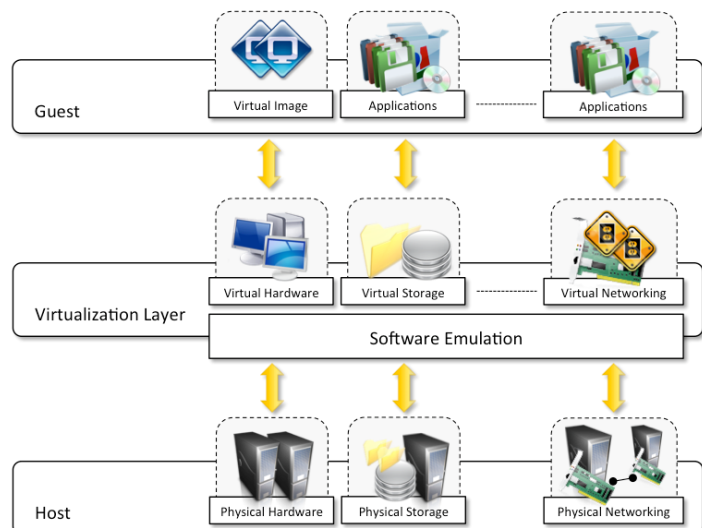 Virtual Image
Applications
Applications
Guest
Virtual Hardware
Virtual Storage
Virtual Networking
Virtualization Layer
Software Emulation
Physical Hardware
Physical Storage
Physical Networking
Host